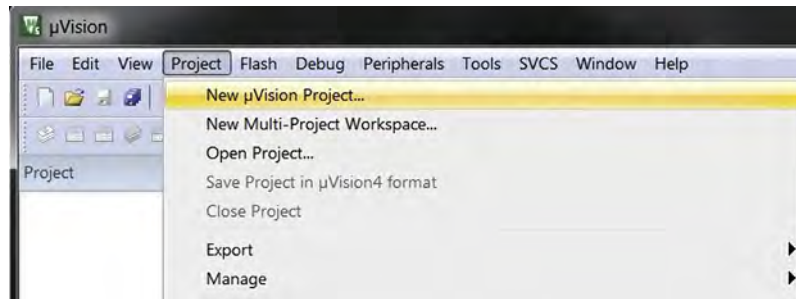 µVision
File Edit View Project Flash Debug Peripherals Tools SVCS Window Help
New µVision Project...
New Multi-Project Workspace...
Open Project...
Project
Save Project in µVision4 format
Close Project
Export
Manage